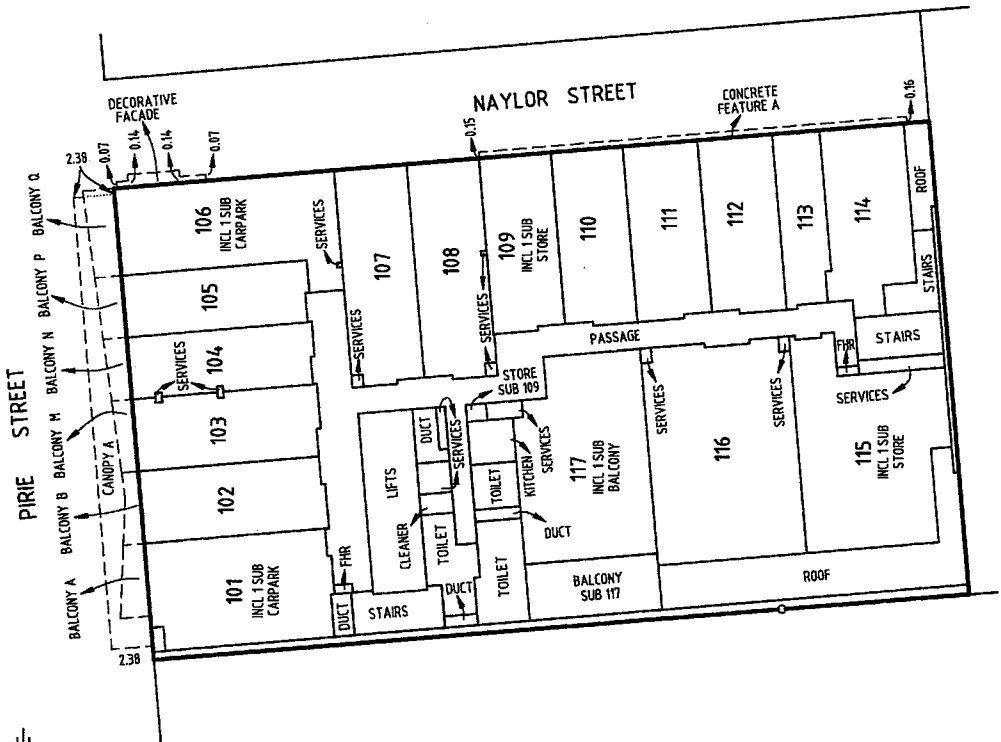 NAYLOR STREET
DECORATIVE
FACADE
CONCRETE
FEATURE A
2.38
0.07
0.14
0.14
0.07
0.15
0.16
PIRIE STREET
BALCONY A
BALCONY B
BALCONY M
BALCONY N
BALCONY P
BALCONY Q
CANOPY A
2.38
106
INCL 1 SUB
CARPARK
SERVICES
105
104
SERVICES
103
102
101
INCL 1 SUB
CARPARK
107
SERVICES
108
SERVICES
109
INCL 1 SUB
STORE
SERVICES
110
111
112
113
114
ROOF
STAIRS
STAIRS
PASSAGE
FHR
SERVICES
STORE
SUB 109
DUCT
SERVICES
LIFTS
CLEANER
TOILET
TOILET
KITCHEN
SERVICES
DUCT
TOILET
DUCT
FHR
DUCT
STAIRS
117
INCL 1 SUB
BALCONY
SERVICES
116
SERVICES
115
INCL 1 SUB
STORE
BALCONY
SUB 117
ROOF